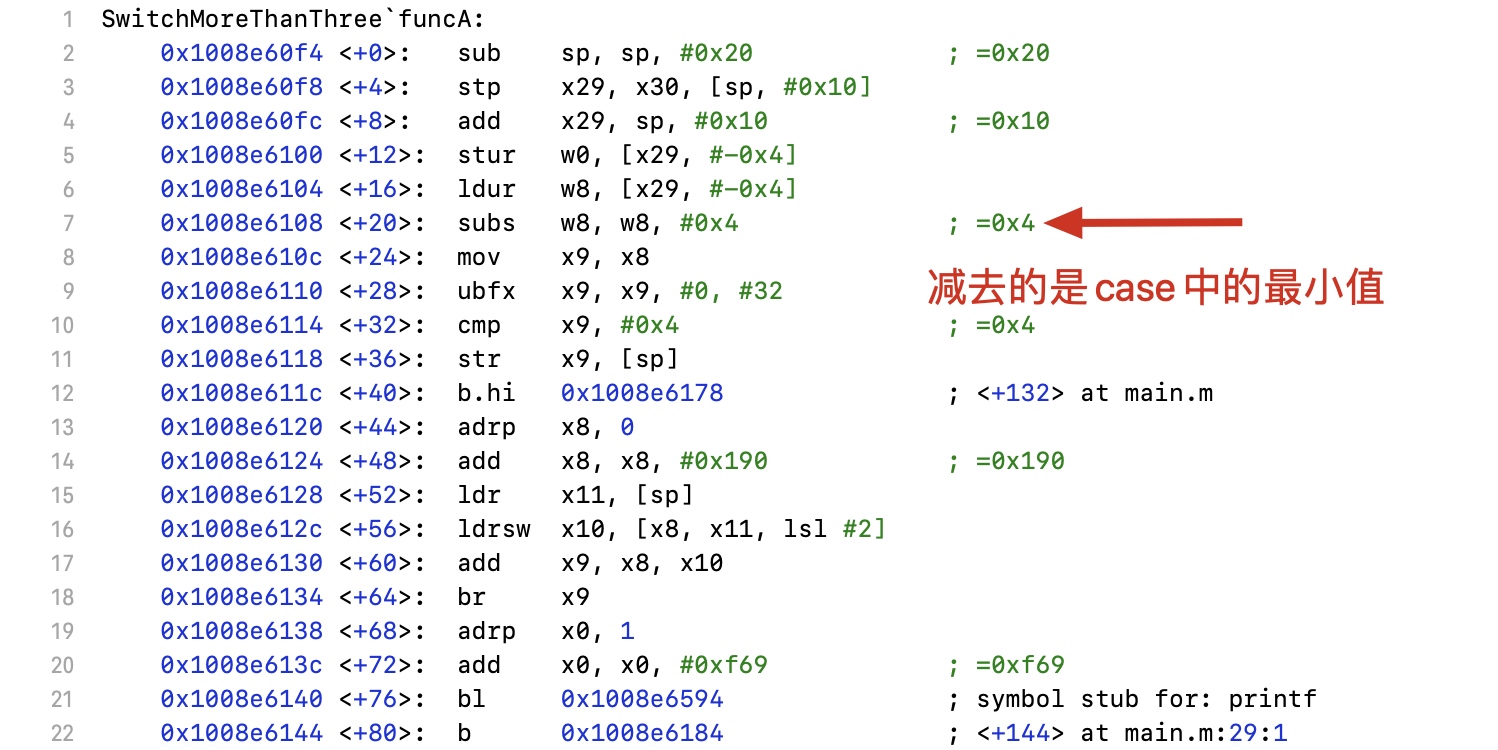 1 SwitchMoreThanThree`funcA:
2 0x1008e60f4 <+0>: sub sp, sp, #0x20 ; =0x20
3 0x1008e60f8 <+4>: stp x29, x30, [sp, #0x10]
4 0x1008e60fc <+8>: add x29, sp, #0x10 ; =0x10
5 0x1008e6100 <+12>: stur w0, [x29, #-0x4]
6 0x1008e6104 <+16>: ldur w8, [x29, #-0x4]
7 0x1008e6108 <+20>: subs w8, w8, #0x4 ; =0x4
8 0x1008e610c <+24>: mov x9, x8
减去的是case中的最小值
9 0x1008e6110 <+28>: ubfx x9, x9, #0, #32
10 0x1008e6114 <+32>: cmp x9, #0x4 ; =0x4
11 0x1008e6118 <+36>: str x9, [sp]
12 0x1008e611c <+40>: b.hi 0x1008e6178 ; <+132> at main.m
13 0x1008e6120 <+44>: adrp x8, 0
14 0x1008e6124 <+48>: add x8, x8, #0x190 ; =0x190
15 0x1008e6128 <+52>: ldr x11, [sp]
16 0x1008e612c <+56>: ldrsw x10, [x8, x11, lsl #2]
17 0x1008e6130 <+60>: add x9, x8, x10
18 0x1008e6134 <+64>: br x9
19 0x1008e6138 <+68>: adrp x0, 1
20 0x1008e613c <+72>: add x0, x0, #0xf69 ; =0xf69
21 0x1008e6140 <+76>: bl 0x1008e6594 ; symbol stub for: printf
22 0x1008e6144 <+80>: b 0x1008e6184 ; <+144> at main.m:29:1